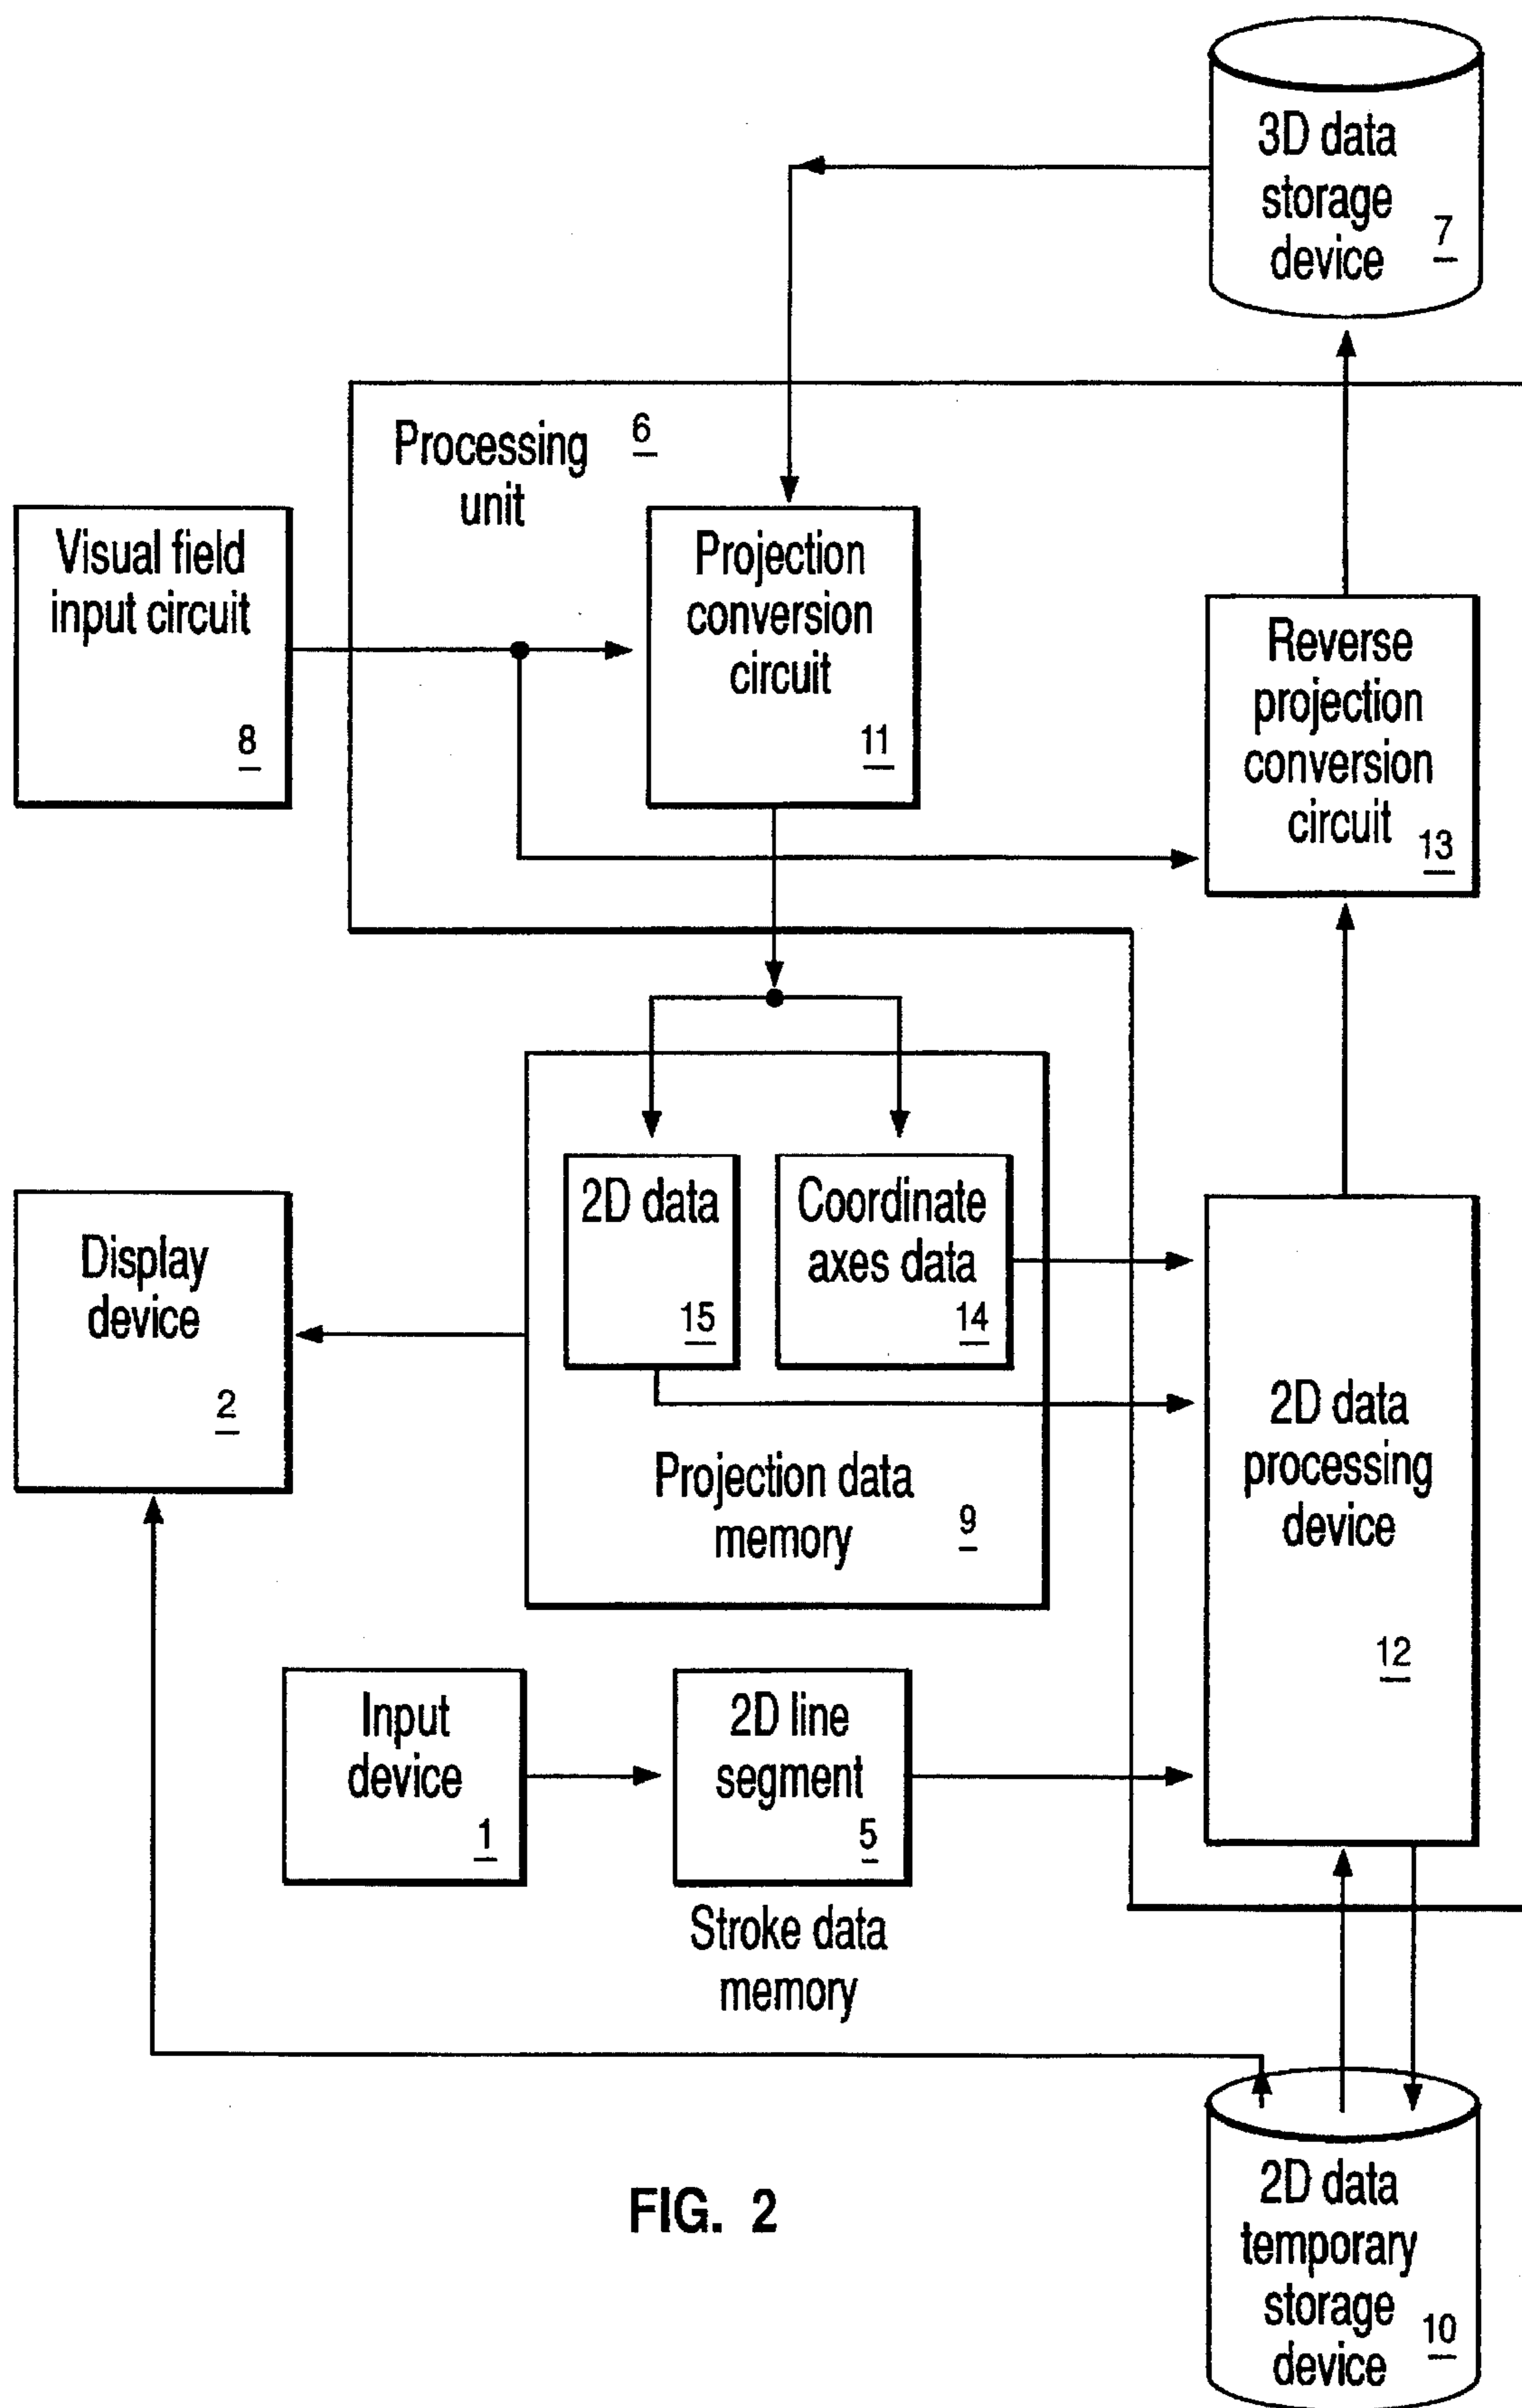 3D data
storage
device
7
Processing
unit
6
Visual field
input circuit
8
Projection
conversion
circuit
11
Reverse
projection
conversion
circuit
13
2D data
15
Coordinate
axes data
14
Display
device
2
Projection data
memory
9
2D data
processing
device
12
Input
device
1
2D line
segment
5
Stroke data
memory
2D data
temporary
storage
device
10
FIG. 2